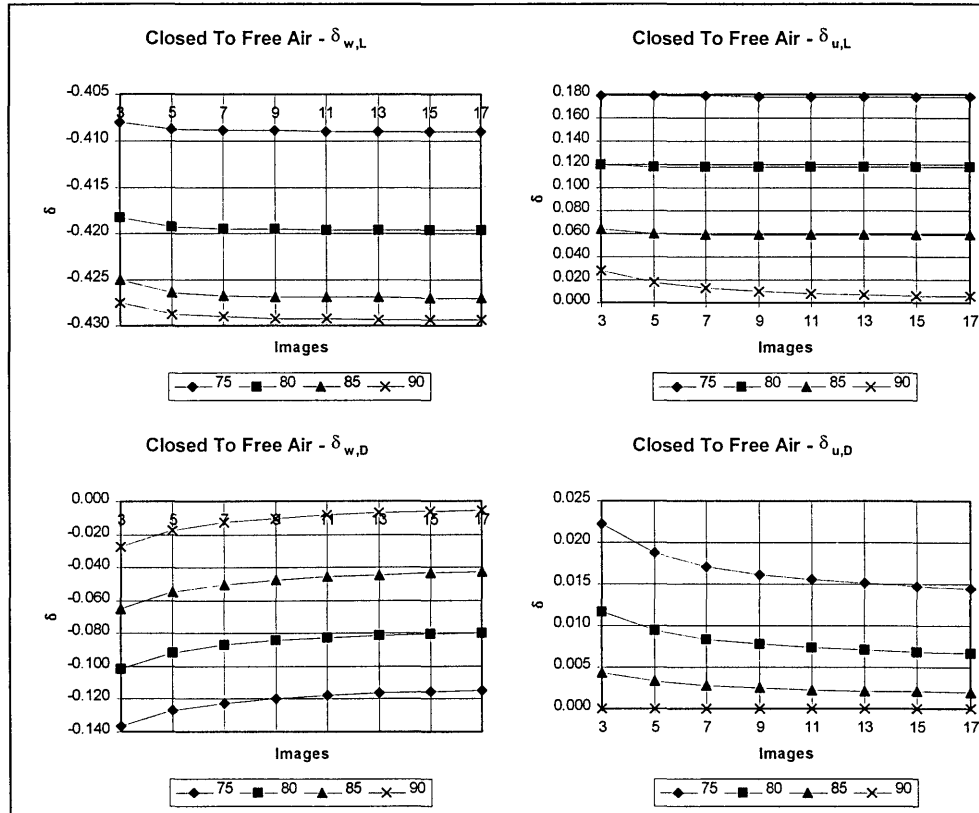 Closed To Free Air - δw,L
-0.405
3 5 7 9 11 13 15 17
-0.410
-0.415
-0.420
-0.425
-0.430
δ
Images
75 80 85 90
Closed To Free Air - δu,L
0.180
0.160
0.140
0.120
0.100
0.080
0.060
0.040
0.020
0.000
δ
3 5 7 9 11 13 15 17
Images
75 80 85 90
Closed To Free Air - δw,D
0.000
3 5 7 9 11 13 15 17
-0.020
-0.040
-0.060
-0.080
-0.100
-0.120
-0.140
δ
Images
75 80 85 90
Closed To Free Air - δu,D
0.025
0.020
0.015
0.010
0.005
0.000
δ
3 5 7 9 11 13 15 17
Images
75 80 85 90